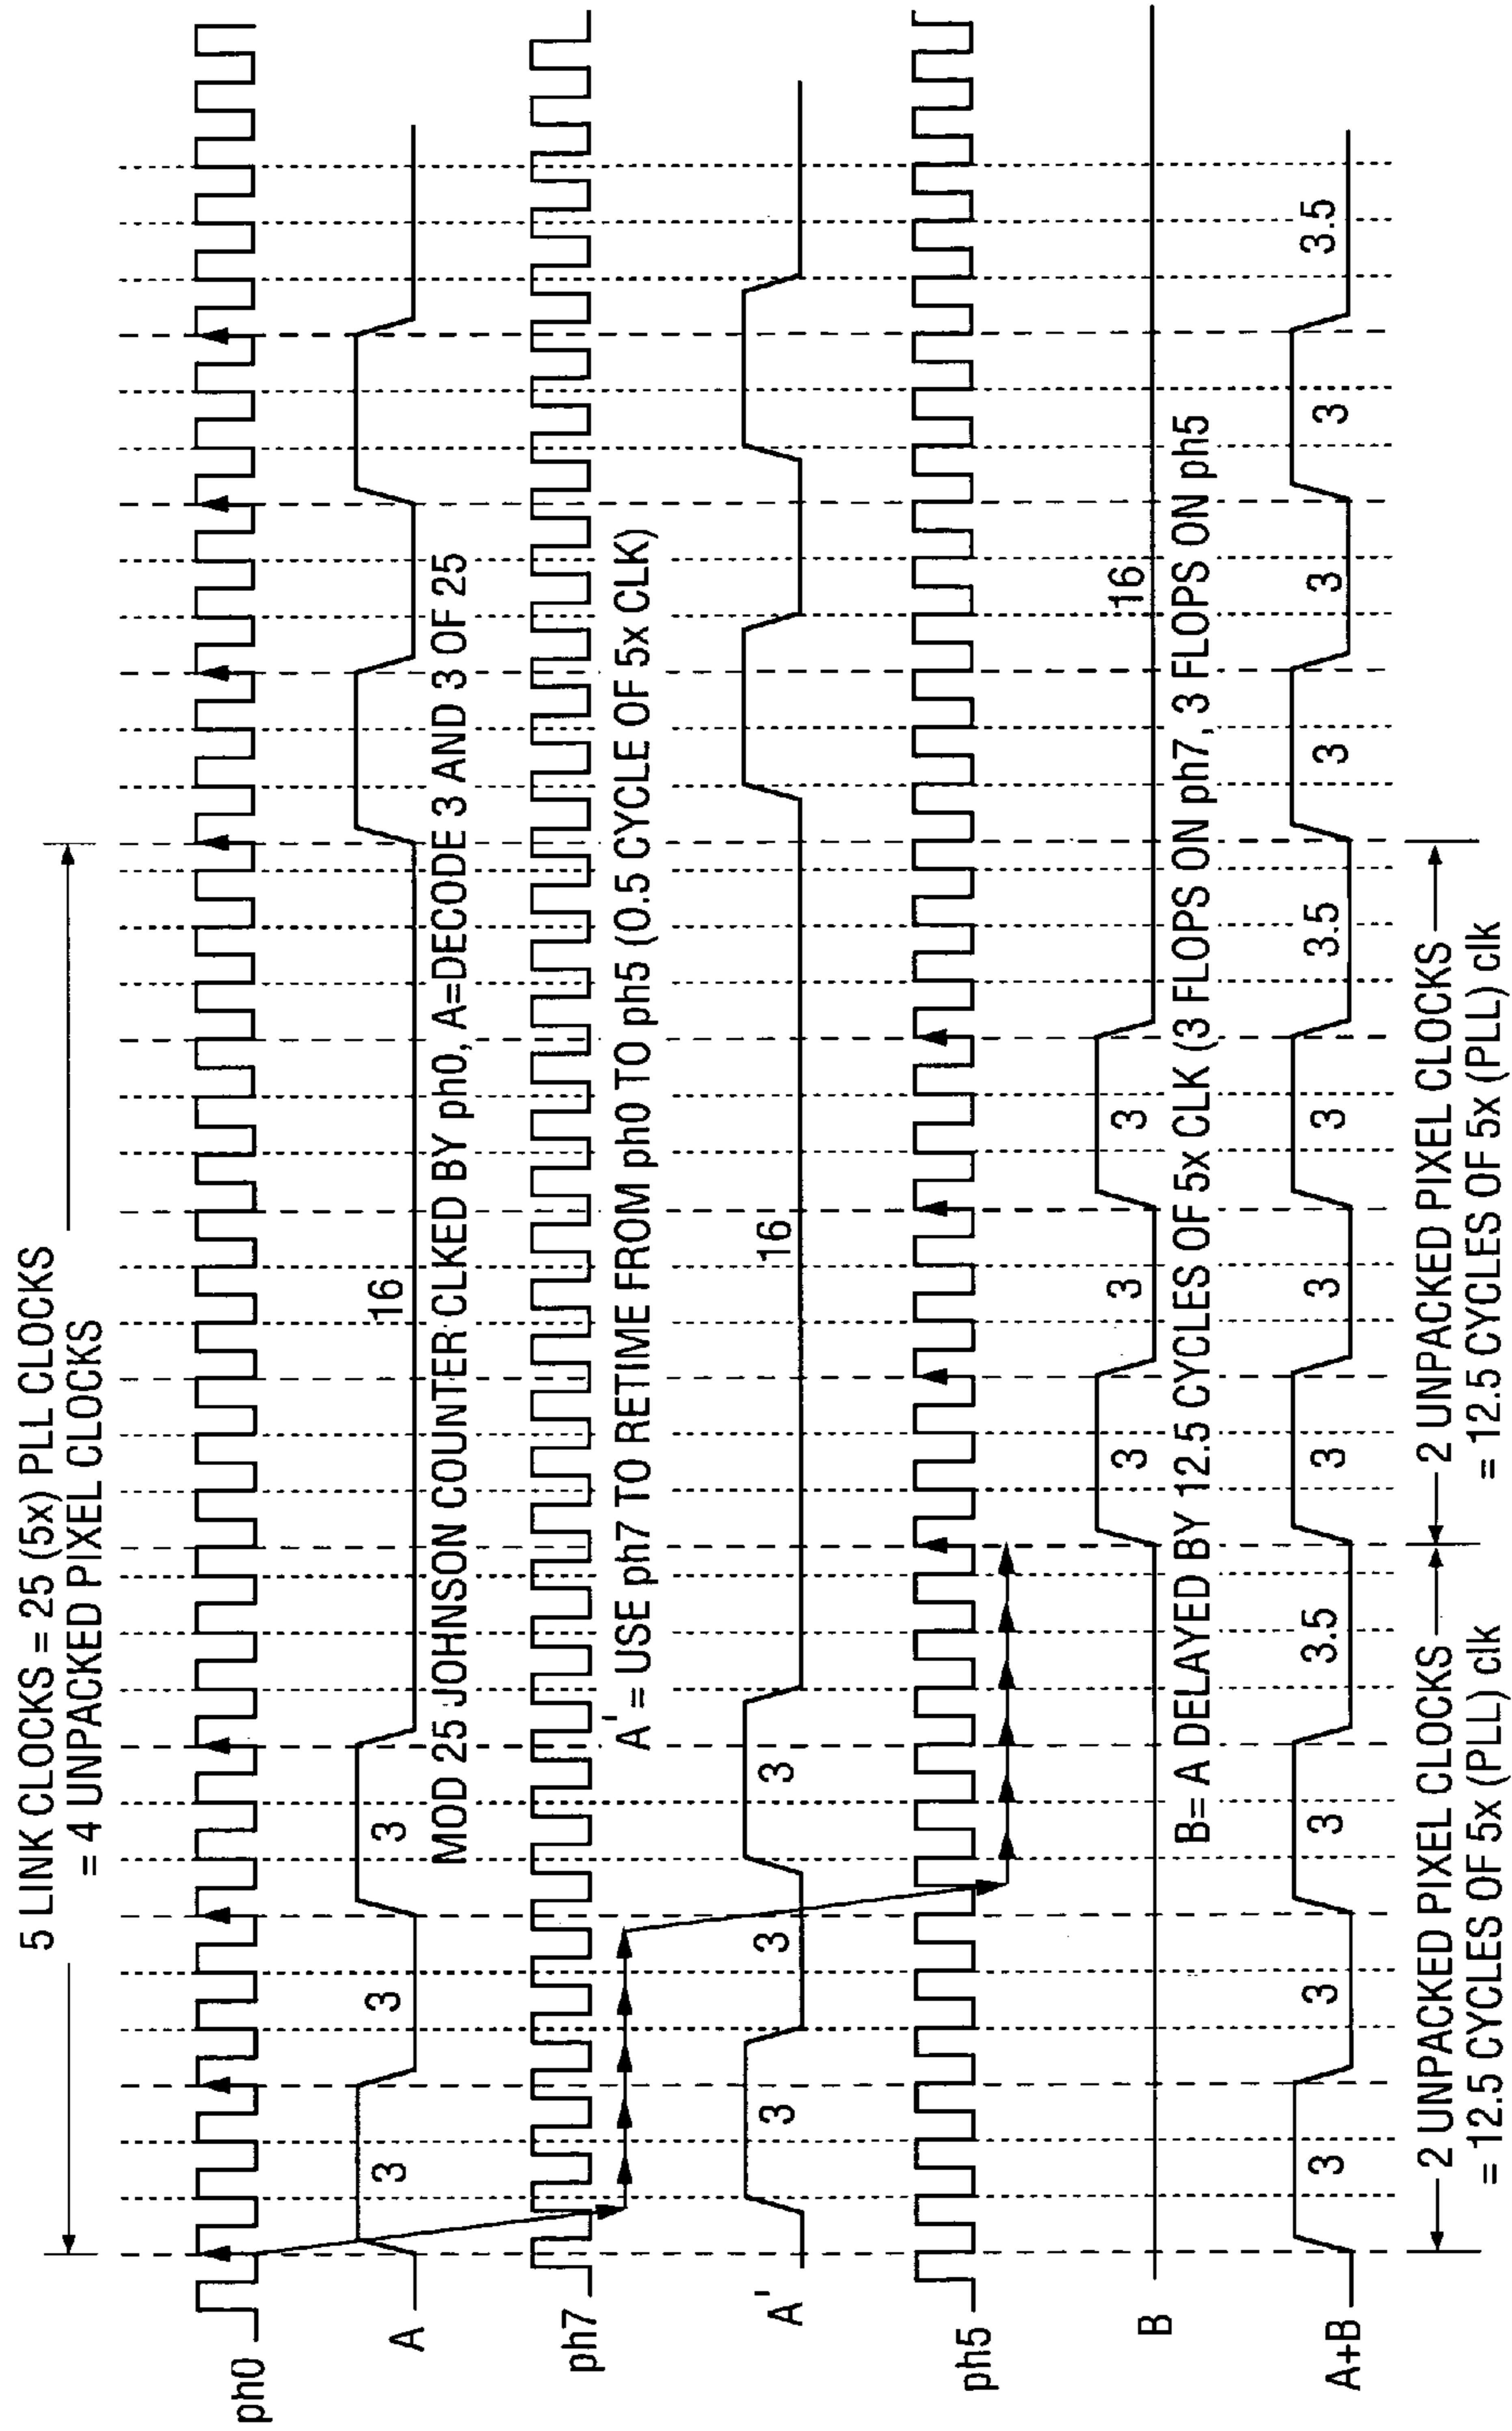 5 LINK CLOCKS = 25 (5x) PLL CLOCKS
= 4 UNPACKED PIXEL CLOCKS
ph0
A
3
3
3
16
MOD 25 JOHNSON COUNTER CLKED BY ph0, A=DECODE 3 AND 3 OF 25
ph7
A' = USE ph7 TO RETIME FROM ph0 TO ph5 (0.5 CYCLE OF 5x CLK)
A'
3
3
3
16
ph5
B
3
3
3
16
B= A DELAYED BY 12.5 CYCLES OF 5x CLK (3 FLOPS ON ph7, 3 FLOPS ON ph5
A+B
3
3
3
3.5
3
3
3
3.5
3
3
3
3.5
2 UNPACKED PIXEL CLOCKS
= 12.5 CYCLES OF 5x (PLL) clk
2 UNPACKED PIXEL CLOCKS
= 12.5 CYCLES OF 5x (PLL) clk